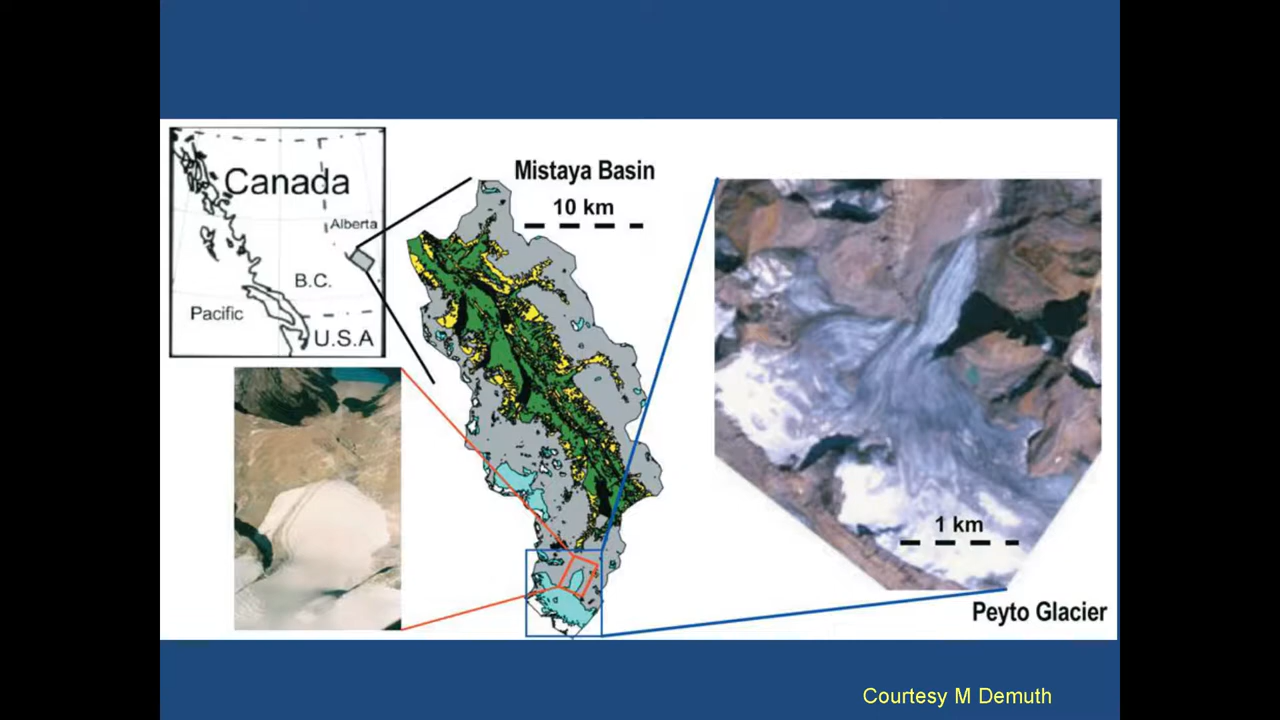 Canada
Alberta
B.C.
Pacific
U.S.A
Mistaya Basin
10 km
1 km
Peyto Glacier
Courtesy M Demuth